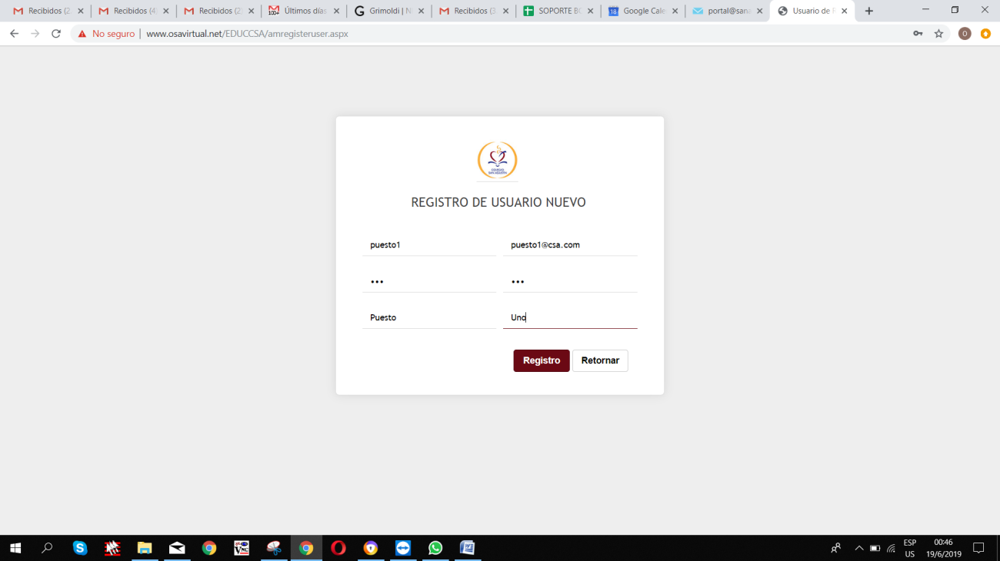 Recibidos (2
Recibidos (4)
Recibidos (2)
100+ Últimos días
Grimoldi | N
Recibidos (3
SOPORTE BO
18 Google Cale
portal@sana
Usuario de R
No seguro | www.osavirtual.net/EDUCCSA/amregisteruser.aspx
O
COLEGIO
SAN AGUSTIN
REGISTRO DE USUARIO NUEVO
puesto1 puesto1@csa.com
••• •••
Puesto Uno
Registro Retornar
ESP 00:46
US 19/6/2019